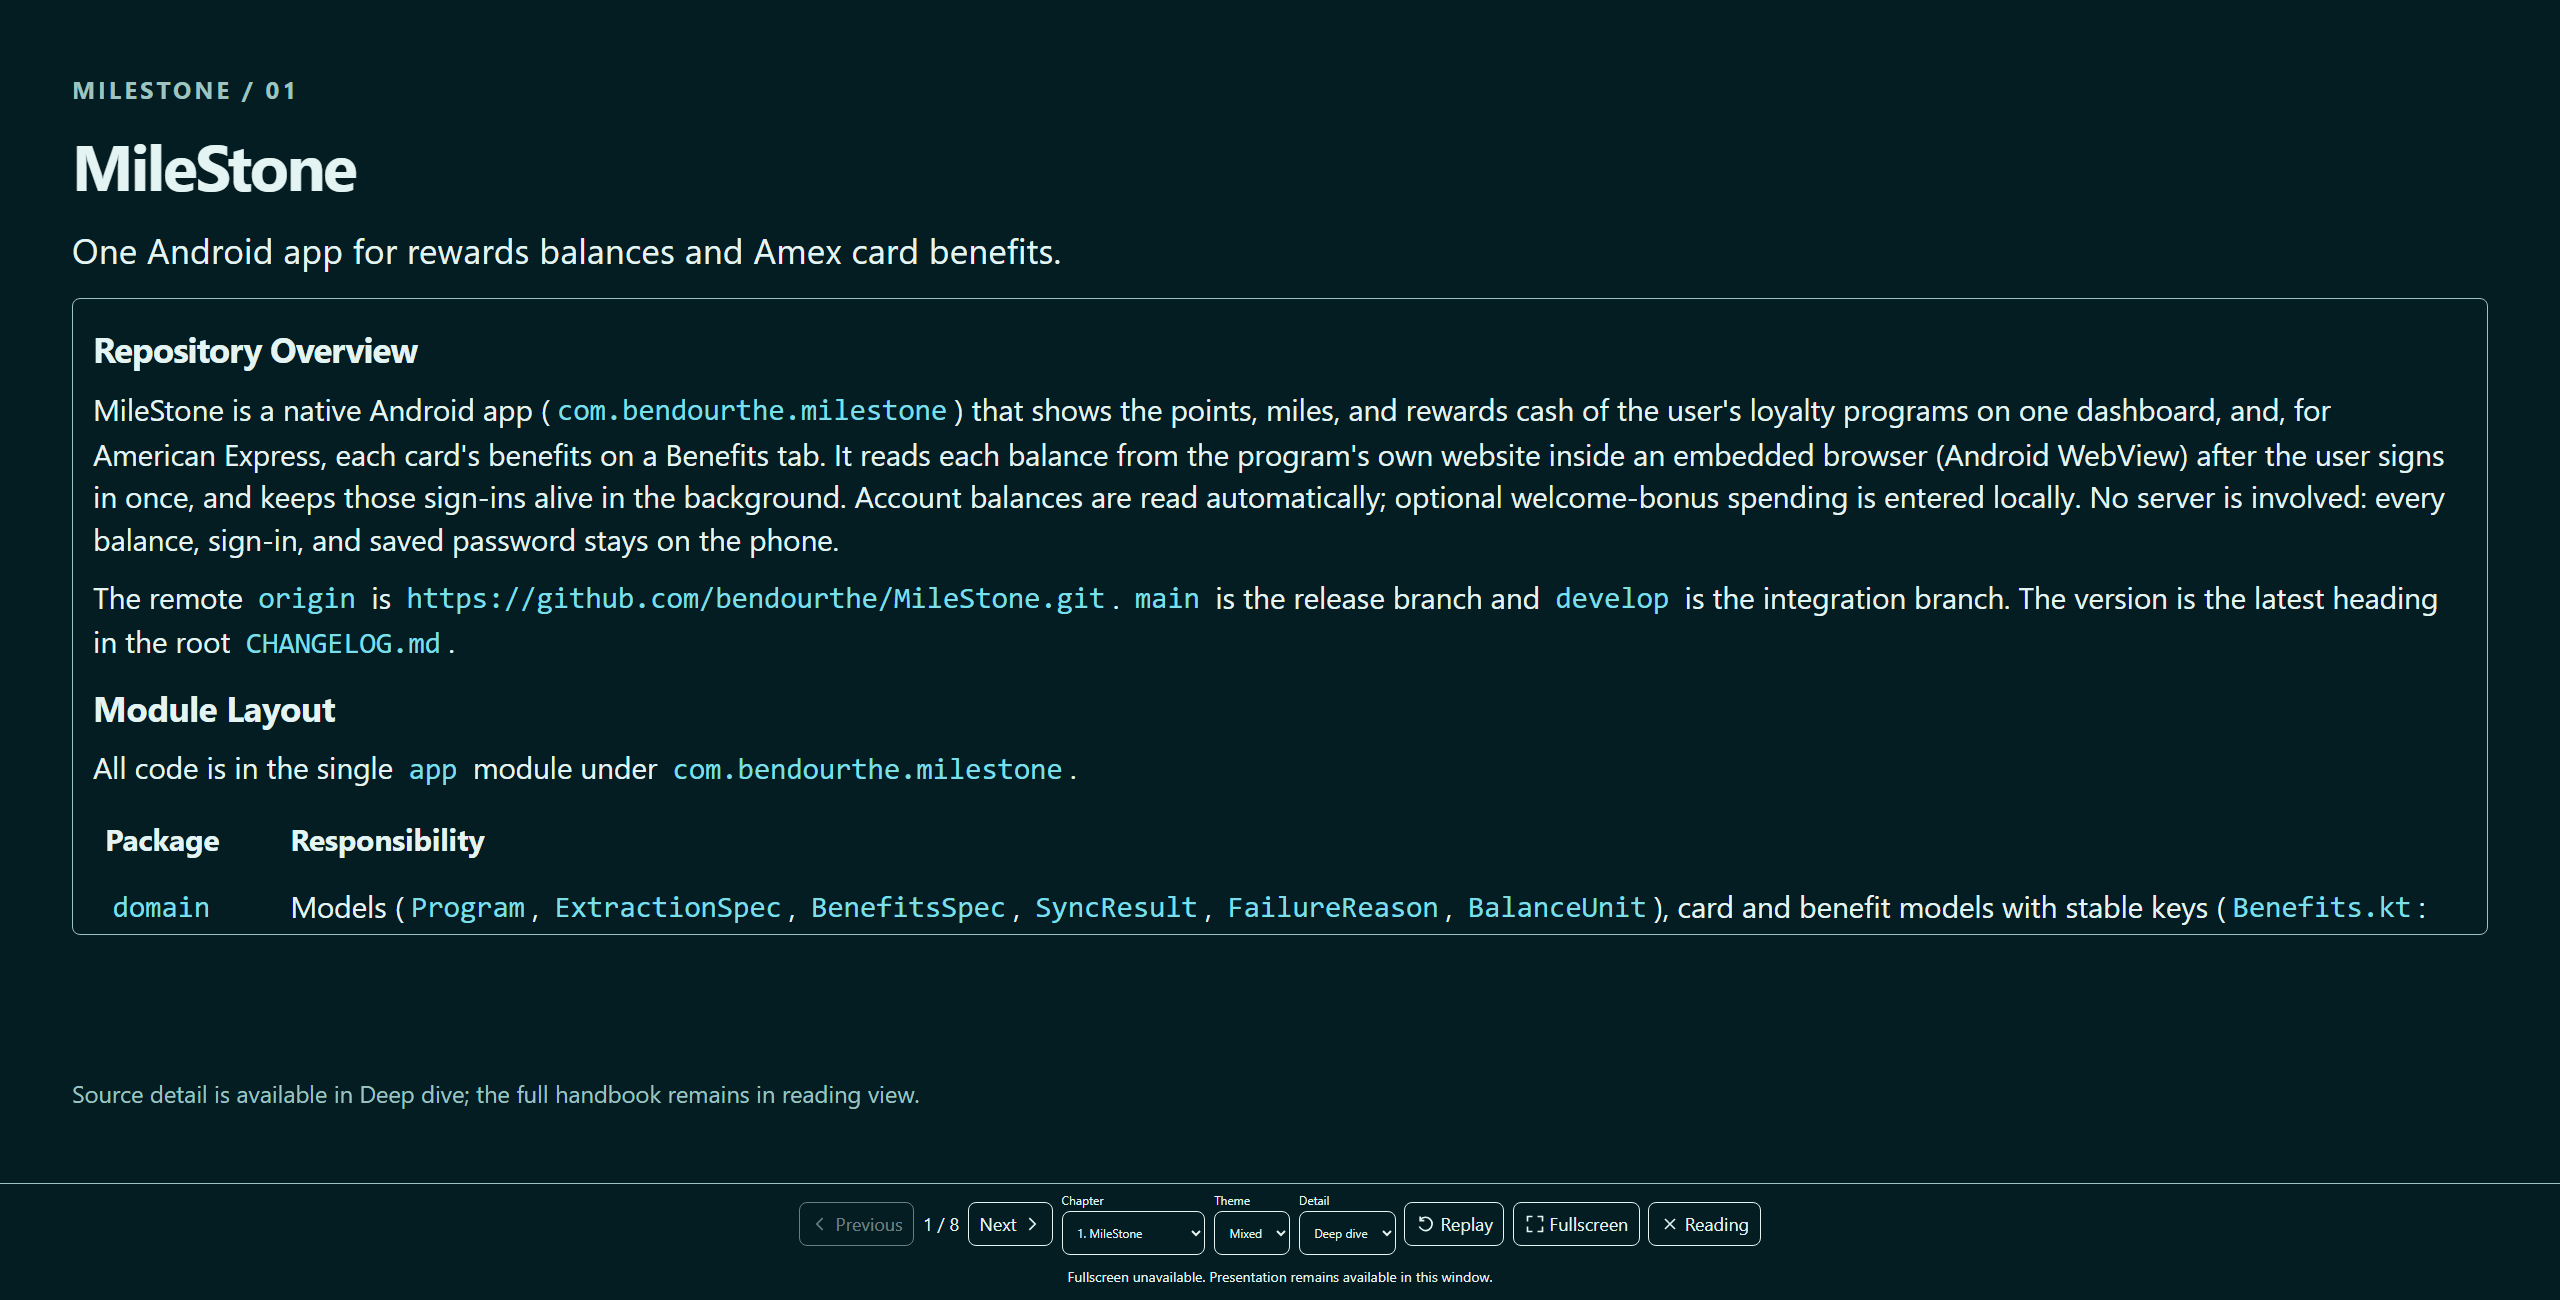 MILESTONE / 01
MileStone
One Android app for rewards balances and Amex card benefits.
Repository Overview
MileStone is a native Android app ( com.bendourthe.milestone ) that shows the points, miles, and rewards cash of the user's loyalty programs on one dashboard, and, for
American Express, each card's benefits on a Benefits tab. It reads each balance from the program's own website inside an embedded browser (Android WebView) after the user signs
in once, and keeps those sign-ins alive in the background. Account balances are read automatically; optional welcome-bonus spending is entered locally. No server is involved: every
balance, sign-in, and saved password stays on the phone.
The remote origin is https://github.com/bendourthe/MileStone.git . main is the release branch and develop is the integration branch. The version is the latest heading
in the root CHANGELOG.md .
Module Layout
All code is in the single app module under com.bendourthe.milestone .
Package Responsibility
domain Models ( Program , ExtractionSpec , BenefitsSpec , SyncResult , FailureReason , BalanceUnit ), card and benefit models with stable keys ( Benefits.kt :
Source detail is available in Deep dive; the full handbook remains in reading view.
Chapter Theme Detail
Previous 1 / 8 Next 1. MileStone Mixed Deep dive Replay Fullscreen Reading
Fullscreen unavailable. Presentation remains available in this window.